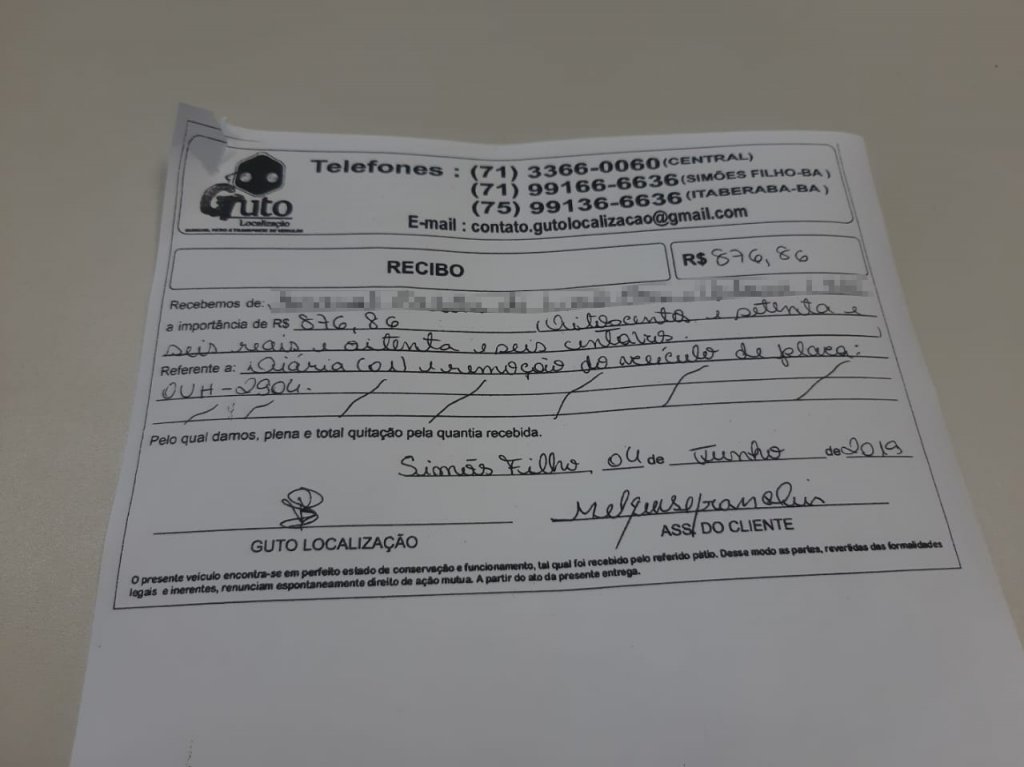 Guto
Localização
Telefones : (71) 3366-0060 (CENTRAL)
(71) 99166-6636 (SIMÕES FILHO-BA)
(75) 99136-6636 (ITABERABA-BA)
E-mail : contato.gutolocalizacao@gmail.com
RECIBO
R$ 876,86
Recebemos de:
a importância de R$ 876,86 (Oitoscentos e setenta e
seis reais e oitenta e seis centavos.
Referente a: Diária (01) e remoção do veículo de placa:
OUH-2904.
Pelo qual damos, plena e total quitação pela quantia recebida.
Simões Filho, 04 de Junho de 2019
GUTO LOCALIZAÇÃO
ASS. DO CLIENTE
O presente veículo encontra-se em perfeito estado de conservação e funcionamento, tal qual foi recebido pelo referido pátio. Desse modo as partes, revertidas das formalidades
legais e inerentes, renunciam espontaneamente direito de ação mutua. A partir do ato da presente entrega.